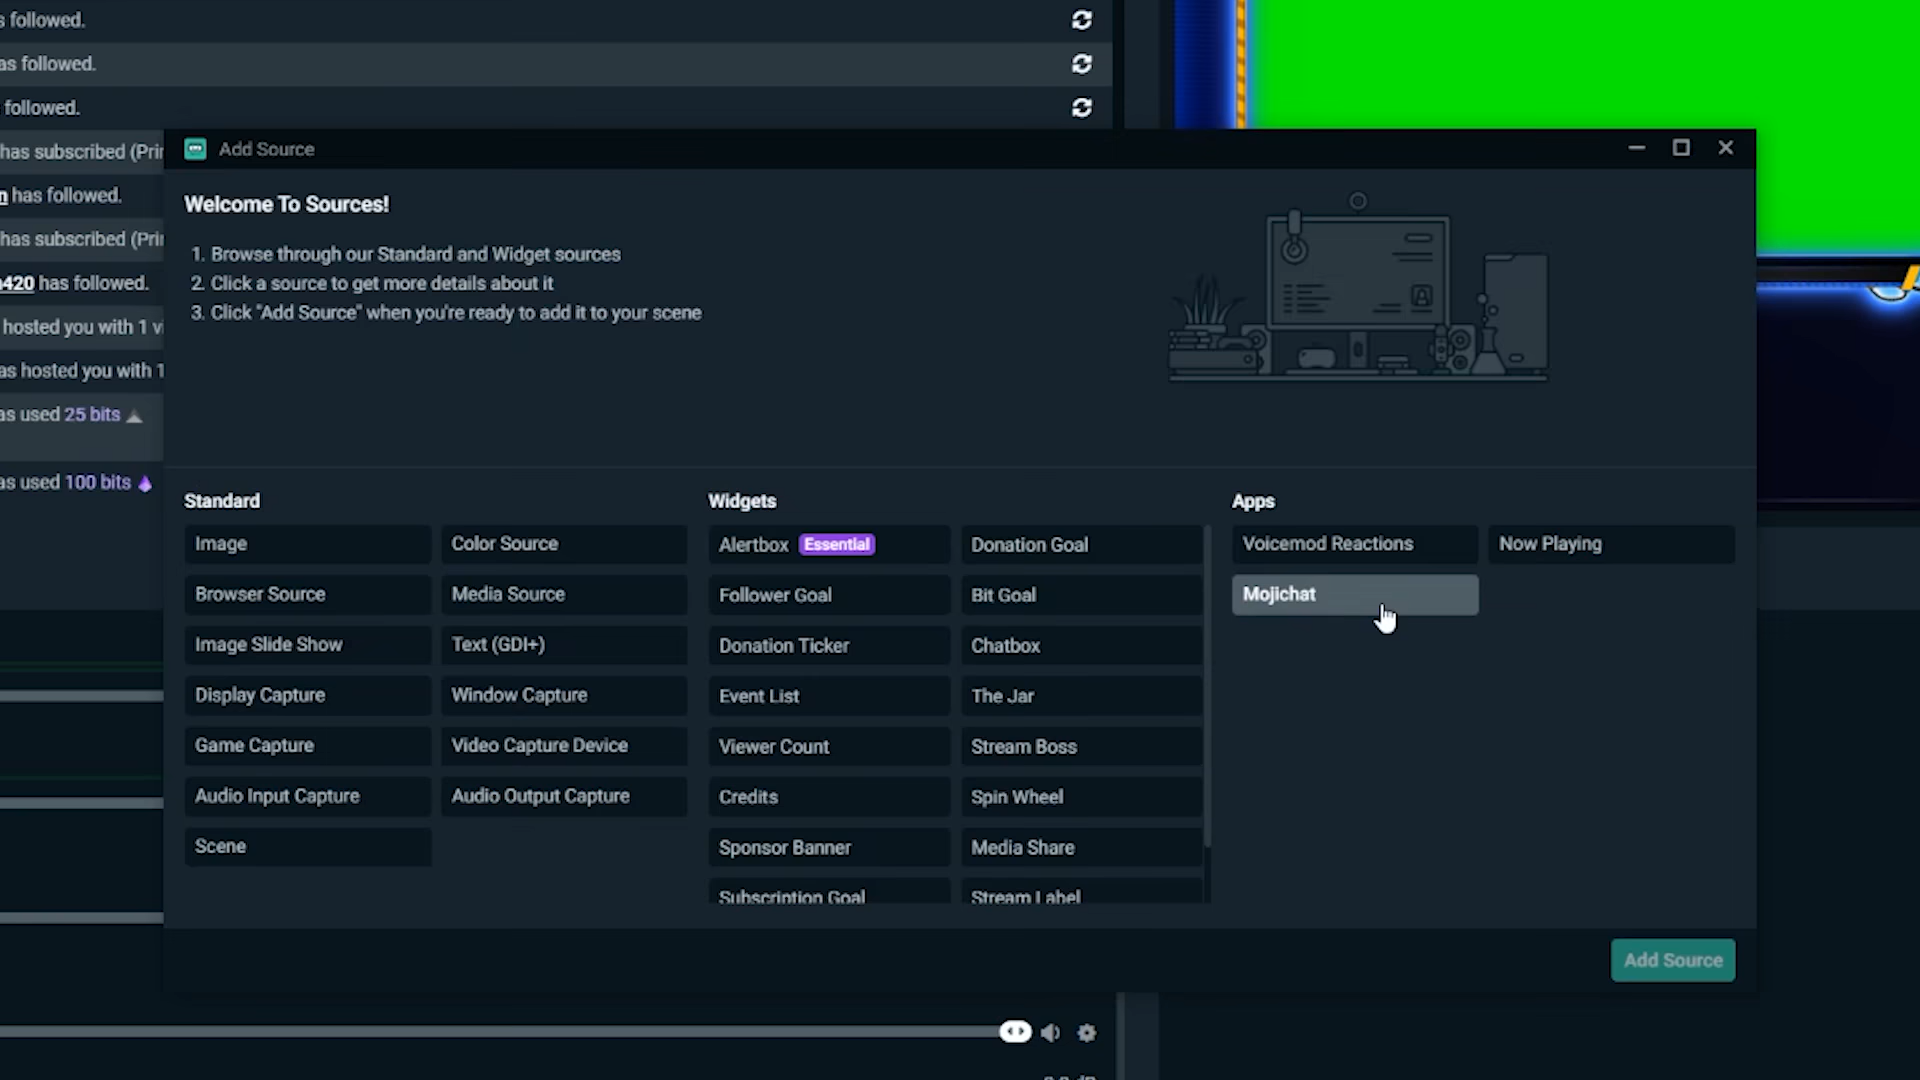 s followed.
as followed.
followed.
has subscribed (Prin
n has followed.
has subscribed (Prin
420 has followed.
hosted you with 1 vi
as hosted you with 1
as used 25 bits
as used 100 bits
Add Source
Welcome To Sources!
1. Browse through our Standard and Widget sources
2. Click a source to get more details about it
3. Click "Add Source" when you're ready to add it to your scene
Standard
Image
Color Source
Browser Source
Media Source
Image Slide Show
Text (GDI+)
Display Capture
Window Capture
Game Capture
Video Capture Device
Audio Input Capture
Audio Output Capture
Scene
Widgets
Alertbox Essential
Donation Goal
Follower Goal
Bit Goal
Donation Ticker
Chatbox
Event List
The Jar
Viewer Count
Stream Boss
Credits
Spin Wheel
Sponsor Banner
Media Share
Subscription Goal
Stream Label
Apps
Voicemod Reactions
Now Playing
Mojichat
Add Source